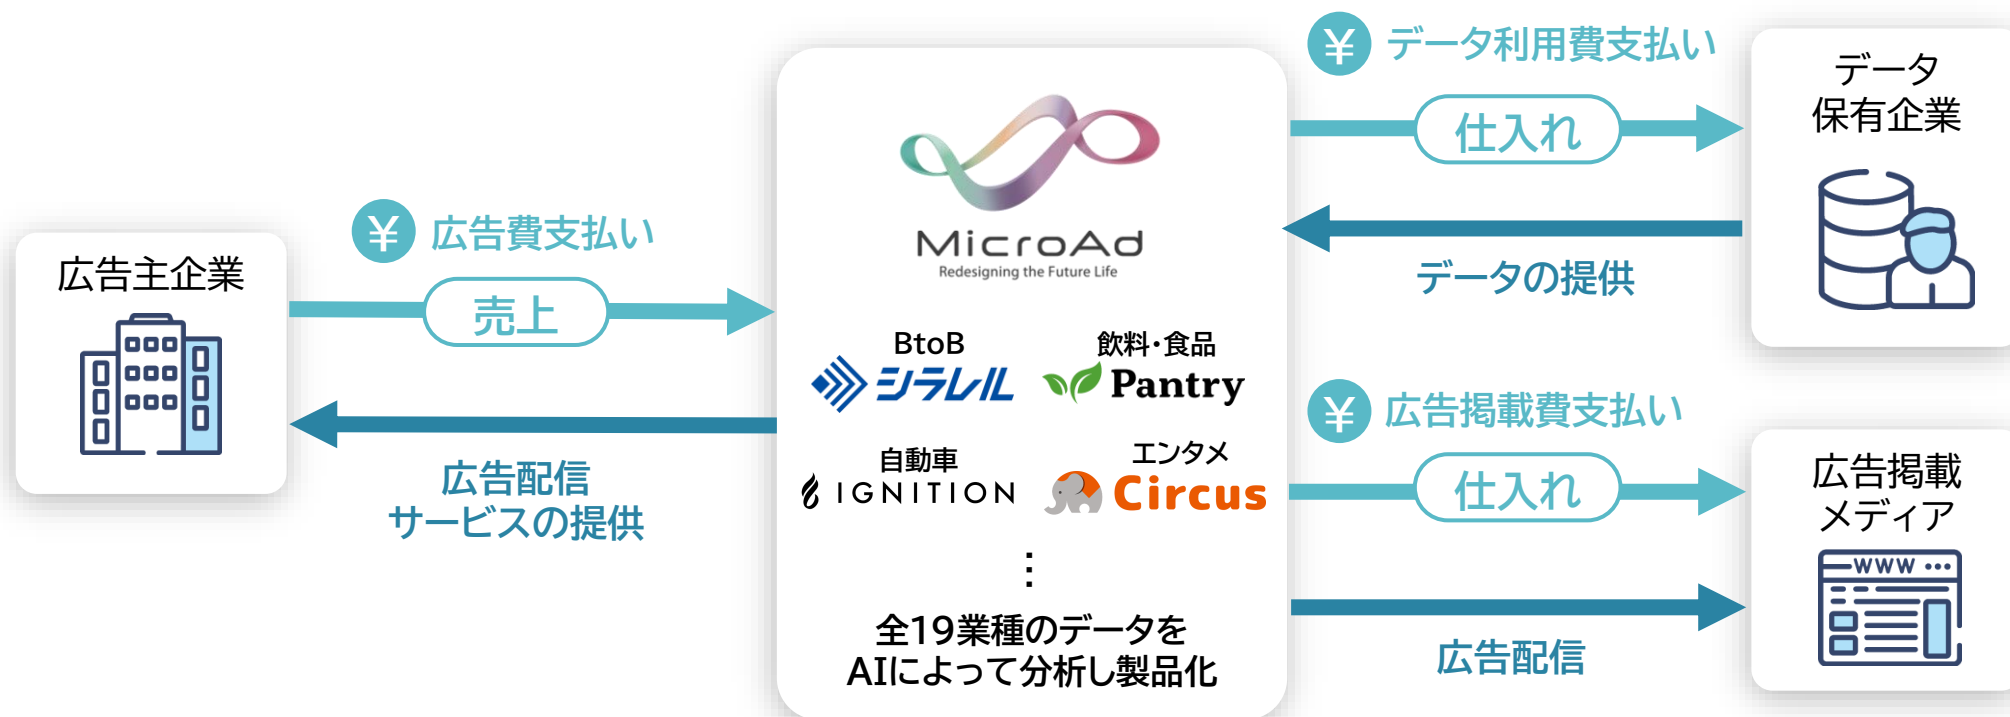 広告主企業
¥ 広告費支払い
売上
広告配信
サービスの提供
MicroAd
Redesigning the Future Life
BtoB
シラレル
飲料・食品
Pantry
自動車
IGNITION
エンタメ
Circus
⋮
全19業種のデータを
AIによって分析し製品化
¥ データ利用費支払い
仕入れ
データの提供
データ
保有企業
¥ 広告掲載費支払い
仕入れ
広告配信
広告掲載
メディア
WWW